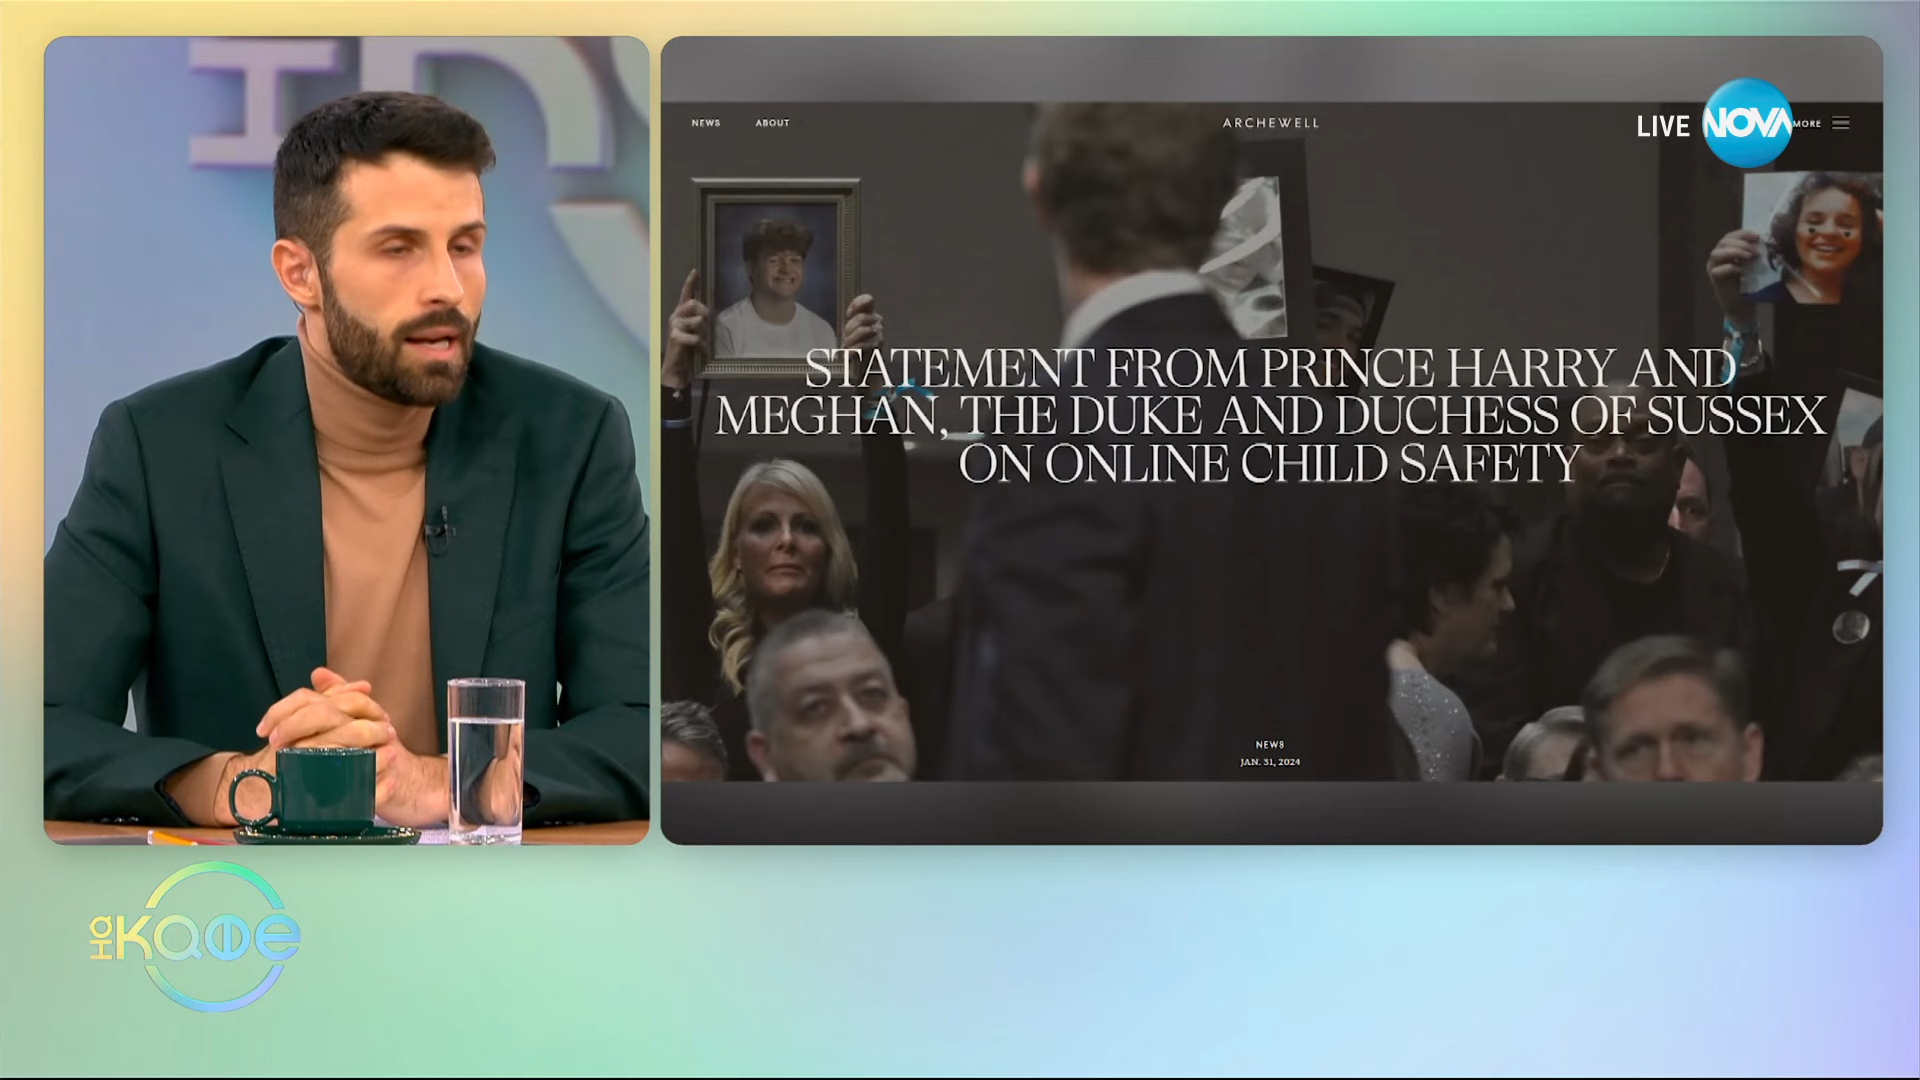 NEWS
ABOUT
ARCHEWELL
LIVE
NOVA
MORE
STATEMENT FROM PRINCE HARRY AND
MEGHAN, THE DUKE AND DUCHESS OF SUSSEX
ON ONLINE CHILD SAFETY
NEWS
JAN. 31, 2024
на кафе